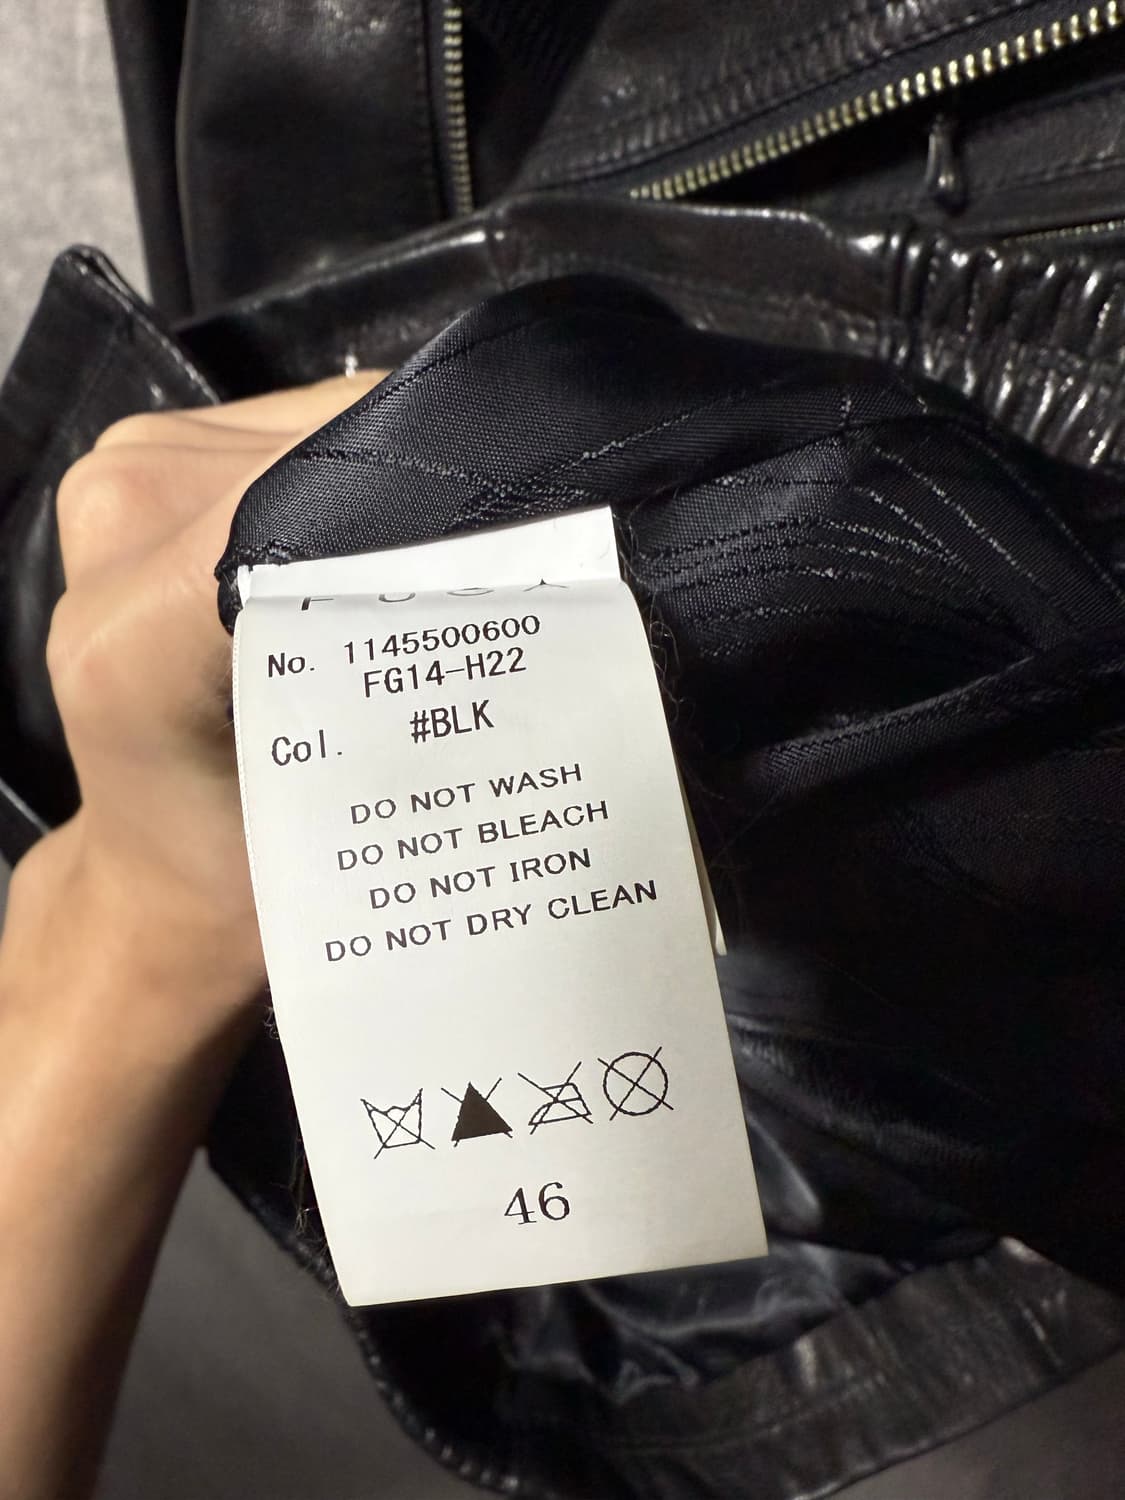 FUGA
No. 1145500600
FG14-H22
Col. #BLK
DO NOT WASH
DO NOT BLEACH
DO NOT IRON
DO NOT DRY CLEAN
46